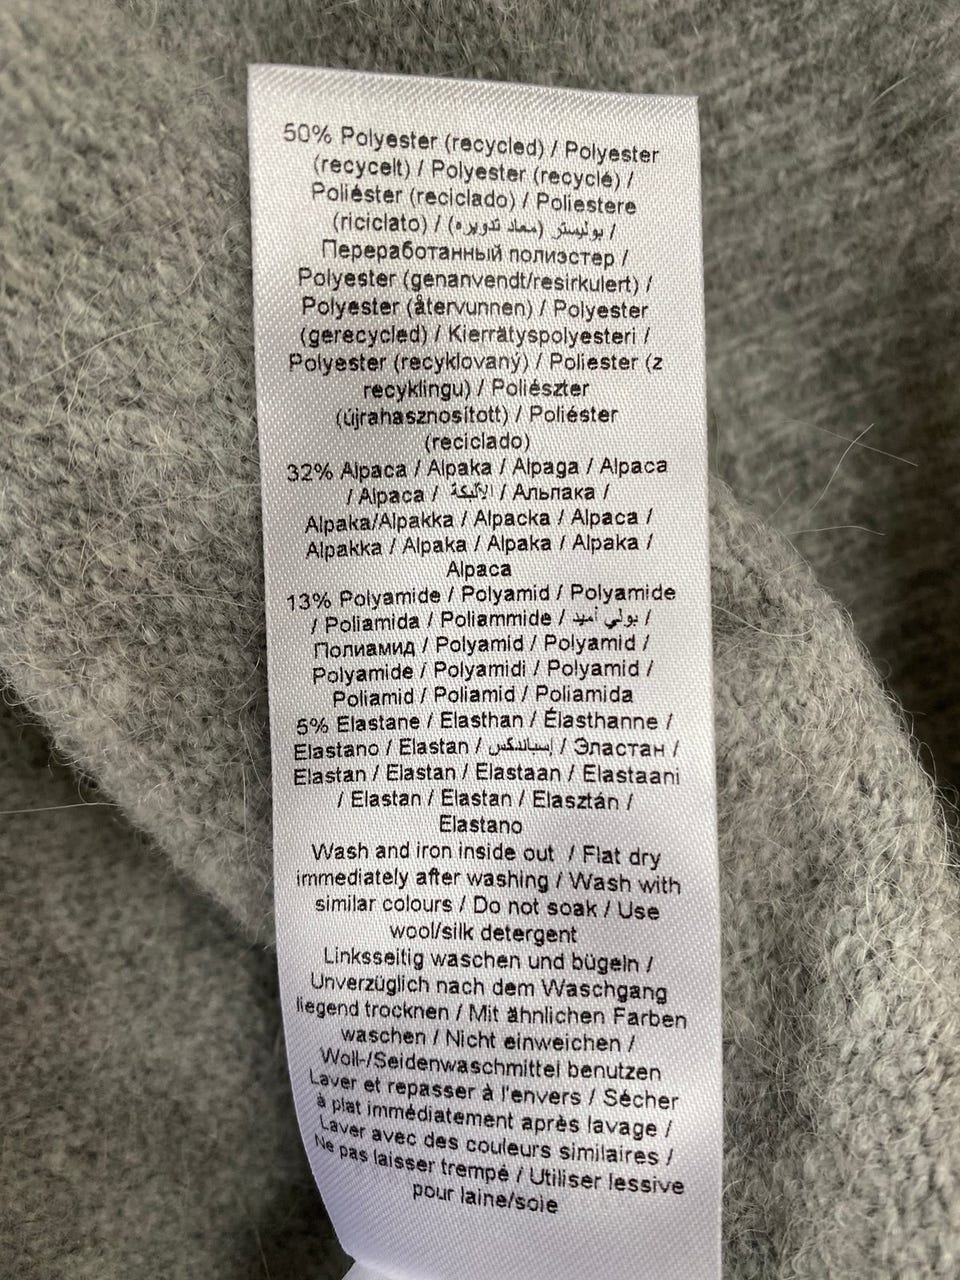 50% Polyester (recycled) / Polyester
(recycelt) / Polyester (recyclé) /
Poliéster (reciclado) / Poliestere
(riciclato) / بوليستر (معاد تدويره) /
Переработанный полиэстер /
Polyester (genanvendt/resirkulert) /
Polyester (återvunnen) / Polyester
(gerecycled) / Kierrätyspolyesteri /
Polyester (recyklovaný) / Poliester (z
recyklingu) / Poliészter
(újrahasznosított) / Poliéster
(reciclado)
32% Alpaca / Alpaka / Alpaga / Alpaca
/ Alpaca / الألبكة / Альпака /
Alpaka/Alpakka / Alpacka / Alpaca /
Alpakka / Alpaka / Alpaka / Alpaka /
Alpaca
13% Polyamide / Polyamid / Polyamide
/ Poliamida / Poliammide / بولي أميد /
Полиамид / Polyamid / Polyamid /
Polyamide / Polyamidi / Polyamid /
Poliamid / Poliamid / Poliamida
5% Elastane / Elasthan / Élasthanne /
Elastano / Elastan / إسباندكس / Эластан /
Elastan / Elastan / Elastaan / Elastaani
/ Elastan / Elastan / Elasztán /
Elastano
Wash and iron inside out / Flat dry
immediately after washing / Wash with
similar colours / Do not soak / Use
wool/silk detergent
Linksseitig waschen und bügeln /
Unverzüglich nach dem Waschgang
liegend trocknen / Mit ähnlichen Farben
waschen / Nicht einweichen /
Woll-/Seidenwaschmittel benutzen
Laver et repasser à l'envers / Sécher
à plat immédiatement après lavage /
Laver avec des couleurs similaires /
Ne pas laisser trempé / Utiliser lessive
pour laine/soie